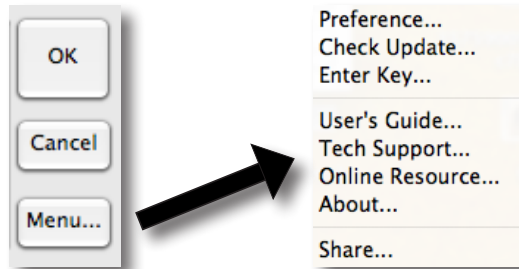 OK
Cancel
Menu...
Preference...
Check Update...
Enter Key...
User's Guide...
Tech Support...
Online Resource...
About...
Share...